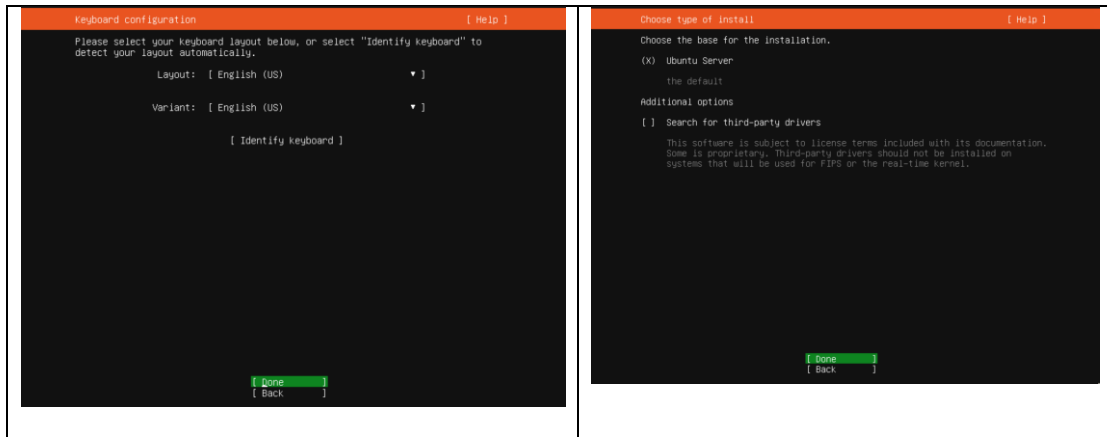 Keyboard configuration [ Help ]
Please select your keyboard layout below, or select "Identify keyboard" to
detect your layout automatically.
Layout: [ English (US) ▾ ]
Variant: [ English (US) ▾ ]
[ Identify keyboard ]
[ Done ]
[ Back ]
Choose type of install [ Help ]
Choose the base for the installation.
(X) Ubuntu Server
the default
Additional options
[ ] Search for third-party drivers
This software is subject to license terms included with its documentation.
Some is proprietary. Third-party drivers should not be installed on
systems that will be used for FIPS or the real-time kernel.
[ Done ]
[ Back ]